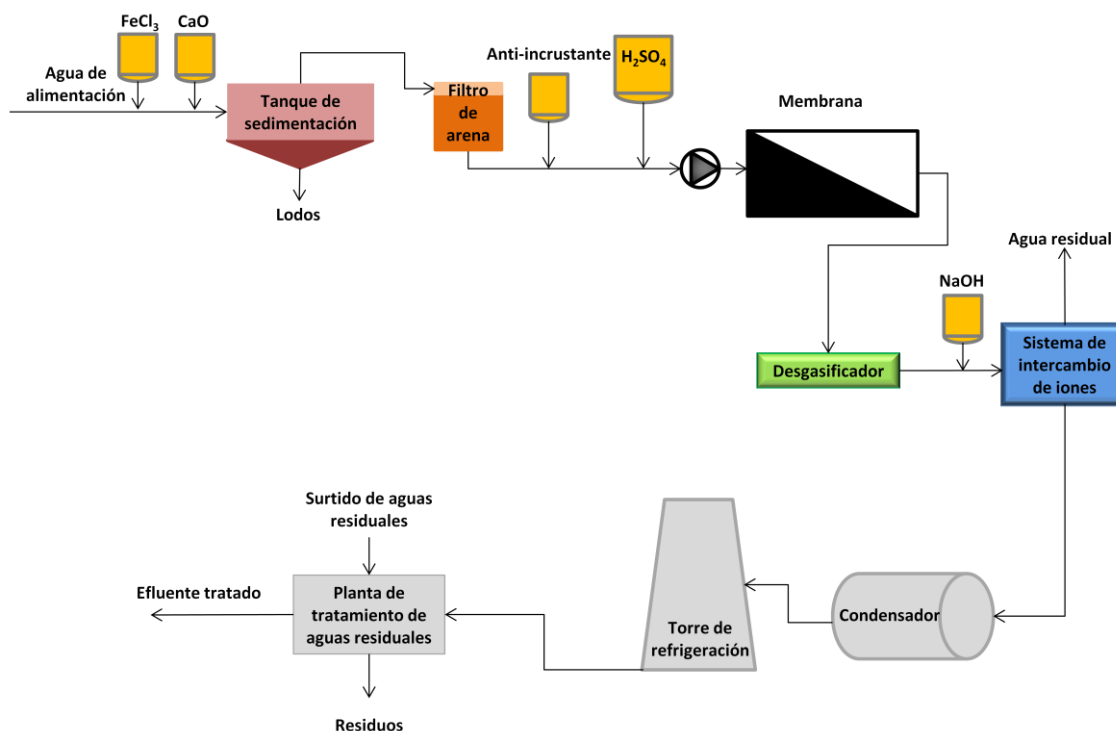 FeCl₃
CaO
Agua de
alimentación
Tanque de
sedimentación
Lodos
Filtro
de
arena
Anti-incrustante
H₂SO₄
Membrana
Agua residual
NaOH
Desgasificador
Sistema de
intercambio
de iones
Surtido de aguas
residuales
Efluente tratado
Planta de
tratamiento de
aguas residuales
Residuos
Torre de
refrigeración
Condensador